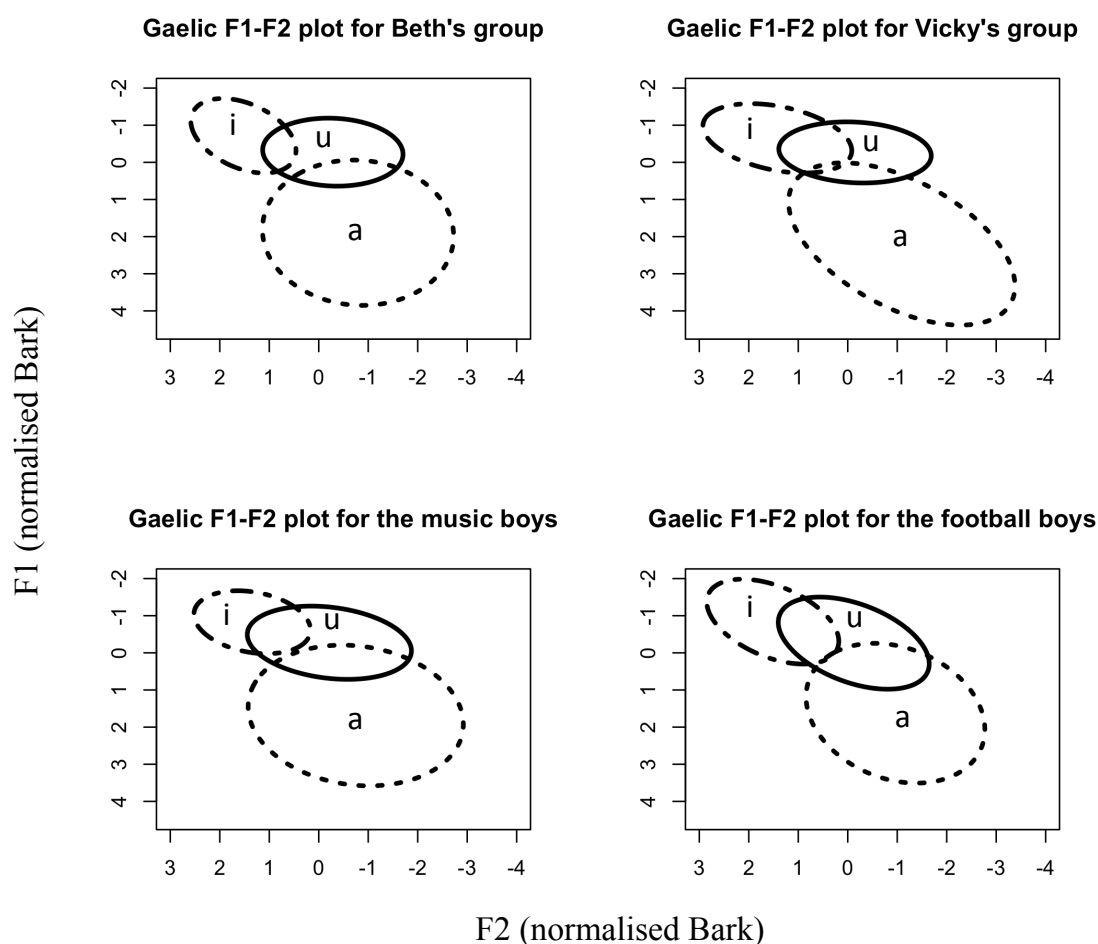 Gaelic F1-F2 plot for Beth's group
-2
-1
0
1
2
3
4
i
u
a
3 2 1 0 -1 -2 -3 -4
Gaelic F1-F2 plot for Vicky's group
-2
-1
0
1
2
3
4
i
u
a
3 2 1 0 -1 -2 -3 -4
F1 (normalised Bark)
Gaelic F1-F2 plot for the music boys
-2
-1
0
1
2
3
4
i
u
a
3 2 1 0 -1 -2 -3 -4
Gaelic F1-F2 plot for the football boys
-2
-1
0
1
2
3
4
i
u
a
3 2 1 0 -1 -2 -3 -4
F2 (normalised Bark)